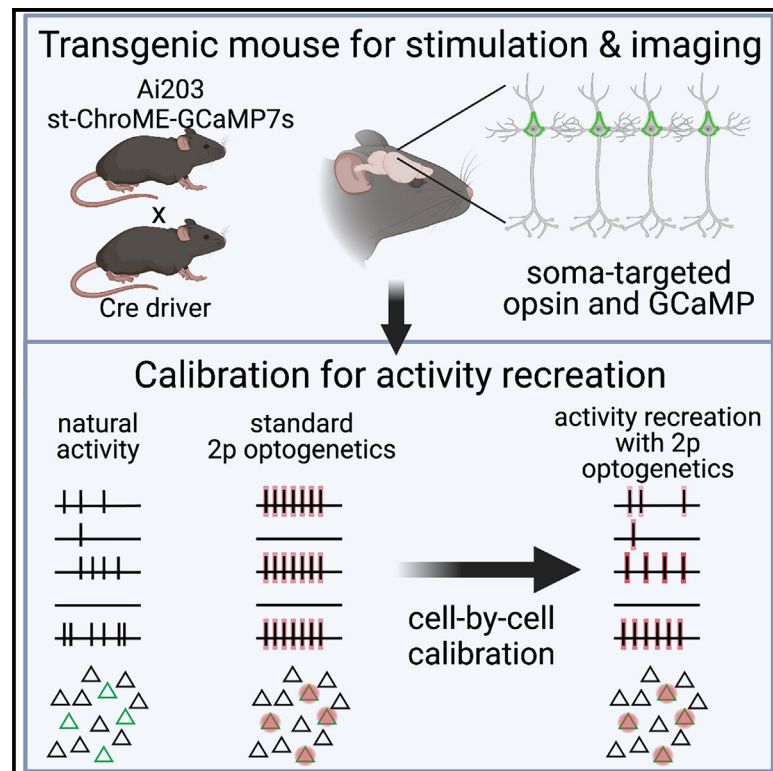 Transgenic mouse for stimulation & imaging
Ai203
st-ChroME-GCaMP7s
x
Cre driver
soma-targeted
opsin and GCaMP
Calibration for activity recreation
natural
activity
standard
2p optogenetics
activity recreation
with 2p
optogenetics
cell-by-cell
calibration